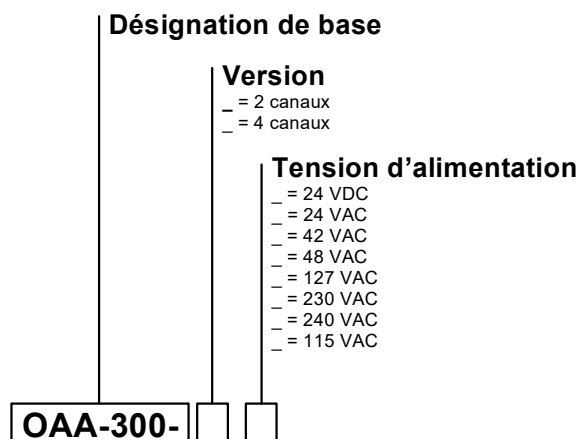 Désignation de base
Version
_ = 2 canaux
_ = 4 canaux
Tension d’alimentation
_ = 24 VDC
_ = 24 VAC
_ = 42 VAC
_ = 48 VAC
_ = 127 VAC
_ = 230 VAC
_ = 240 VAC
_ = 115 VAC
OAA-300-